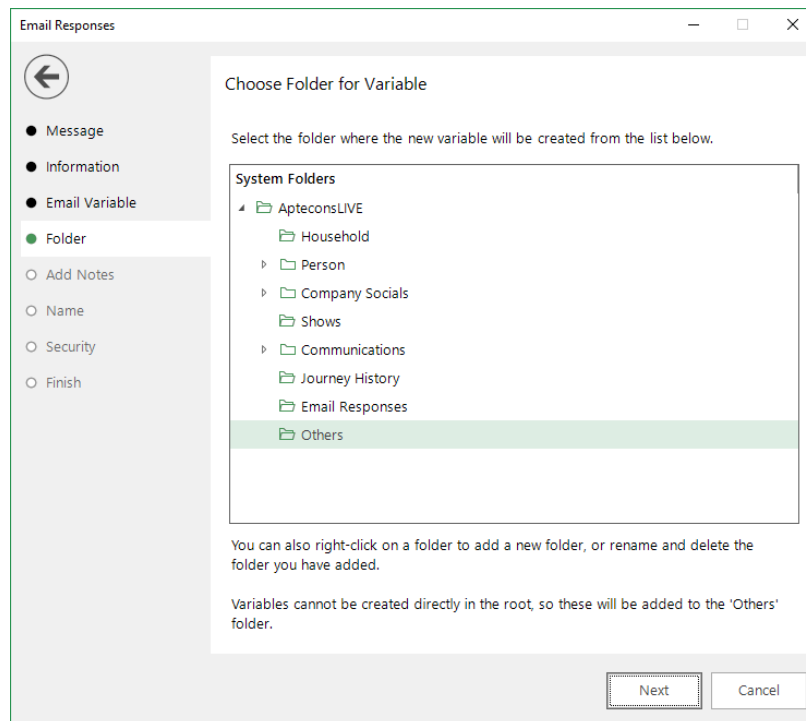 Email Responses
Choose Folder for Variable
Message
Select the folder where the new variable will be created from the list below.
Information
System Folders
Email Variable
ApteconsLIVE
Folder
Household
Add Notes
Person
Company Socials
Name
Shows
Security
Communications
Finish
Journey History
Email Responses
Others
You can also right-click on a folder to add a new folder, or rename and delete the
folder you have added.
Variables cannot be created directly in the root, so these will be added to the 'Others'
folder.
Next
Cancel